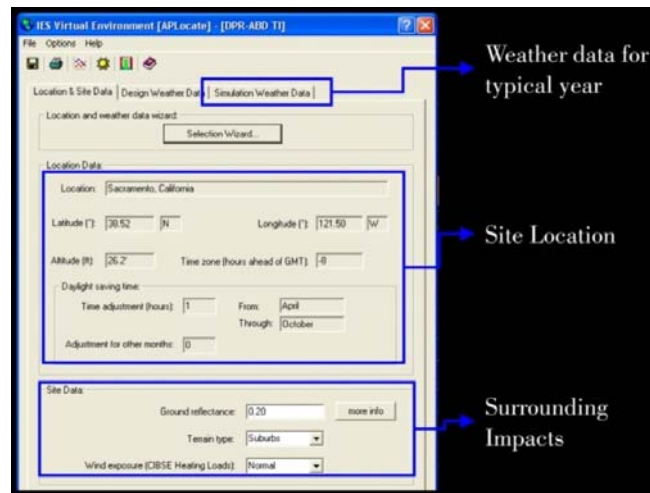 IES Virtual Environment [APLocate] - [DPR-ABD TI]
File Options Help
Location & Site Data Design Weather Data Simulation Weather Data
Location and weather data wizard:
Selection Wizard...
Location Data:
Location: Sacramento, California
Latitude (°): 38.52 N Longitude (°): 121.50 W
Altitude (ft): 26.2' Time zone (hours ahead of GMT): -8
Daylight saving time:
Time adjustment (hours): 1 From: April
Through: October
Adjustment for other months: 0
Site Data:
Ground reflectance: 0.20 more info
Terrain type: Suburbs
Wind exposure (CIBSE Heating Loads): Normal
Weather data for
typical year
Site Location
Surrounding
Impacts